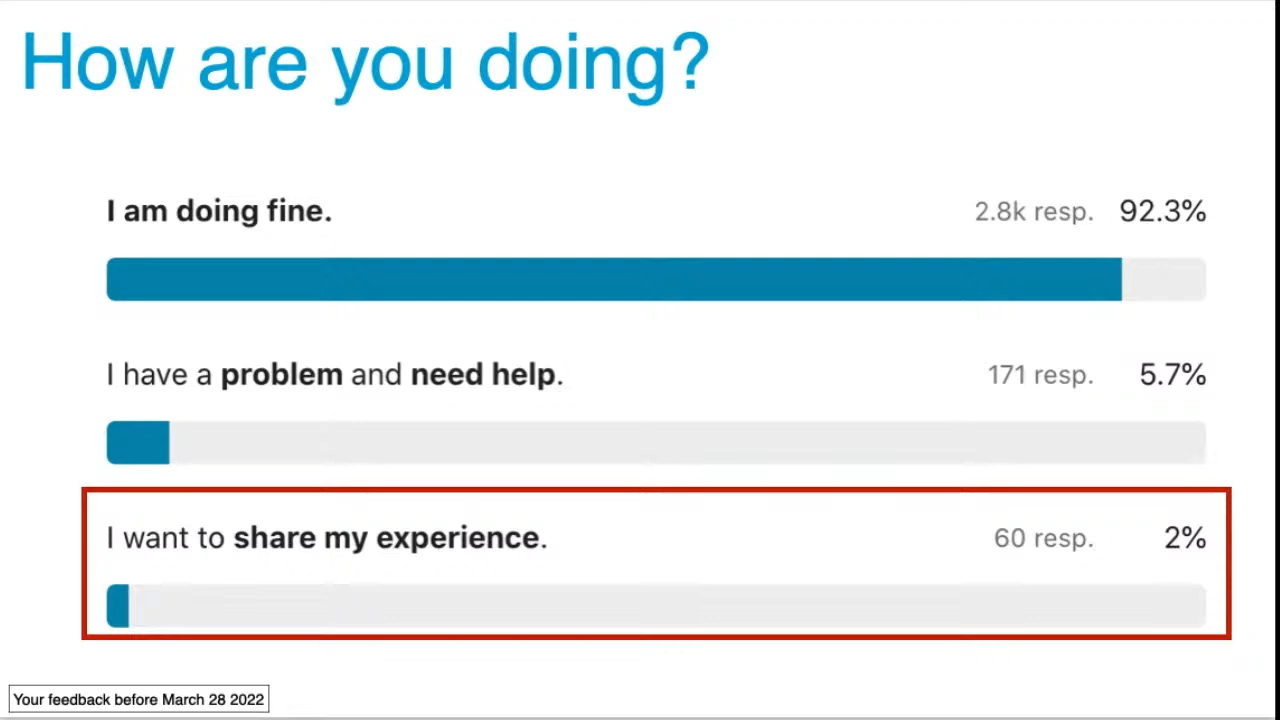 How are you doing?
I am doing fine. 2.8k resp. 92.3%
I have a problem and need help. 171 resp. 5.7%
I want to share my experience. 60 resp. 2%
Your feedback before March 28 2022